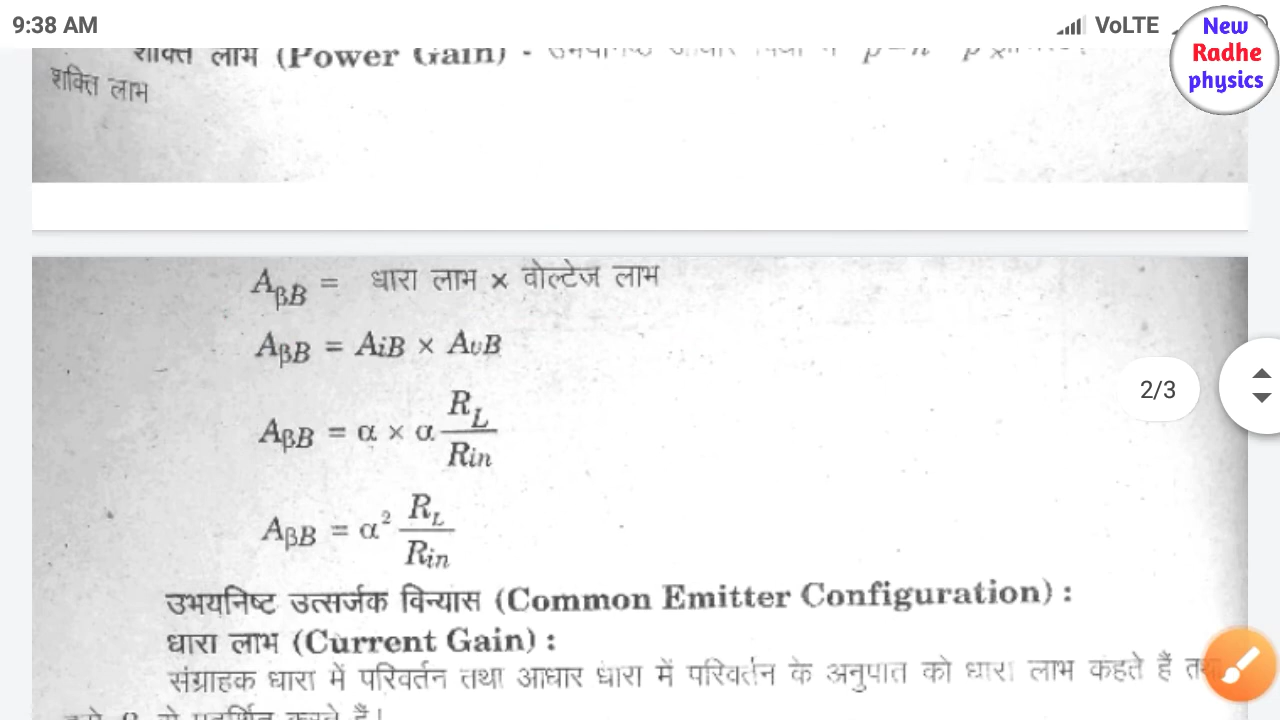 9:38 AM
VoLTE
New
Radhe
physics
शक्ति लाभ (Power Gain) -
शक्ति लाभ
AβB = धारा लाभ × वोल्टेज लाभ
AβB = AiB × AυB
AβB = α × α RL/Rin
2/3
AβB = α² RL/Rin
उभयनिष्ट उत्सर्जक विन्यास (Common Emitter Configuration) :
धारा लाभ (Current Gain) :
संग्राहक धारा में परिवर्तन तथा आधार धारा में परिवर्तन के अनुपात को धारा लाभ कहते हैं